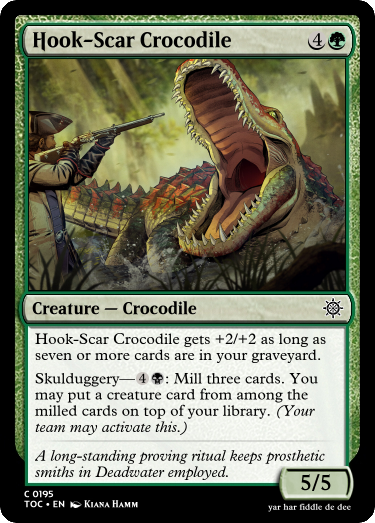 Hook-Scar Crocodile 4
Creature — Crocodile
Hook-Scar Crocodile gets +2/+2 as long as
seven or more cards are in your graveyard.
Skulduggery—4: Mill three cards. You
may put a creature card from among the
milled cards on top of your library. (Your
team may activate this.)
A long-standing proving ritual keeps prosthetic
smiths in Deadwater employed.
5/5
C 0195
TOC • EN Kiana Hamm
yar har fiddle de dee